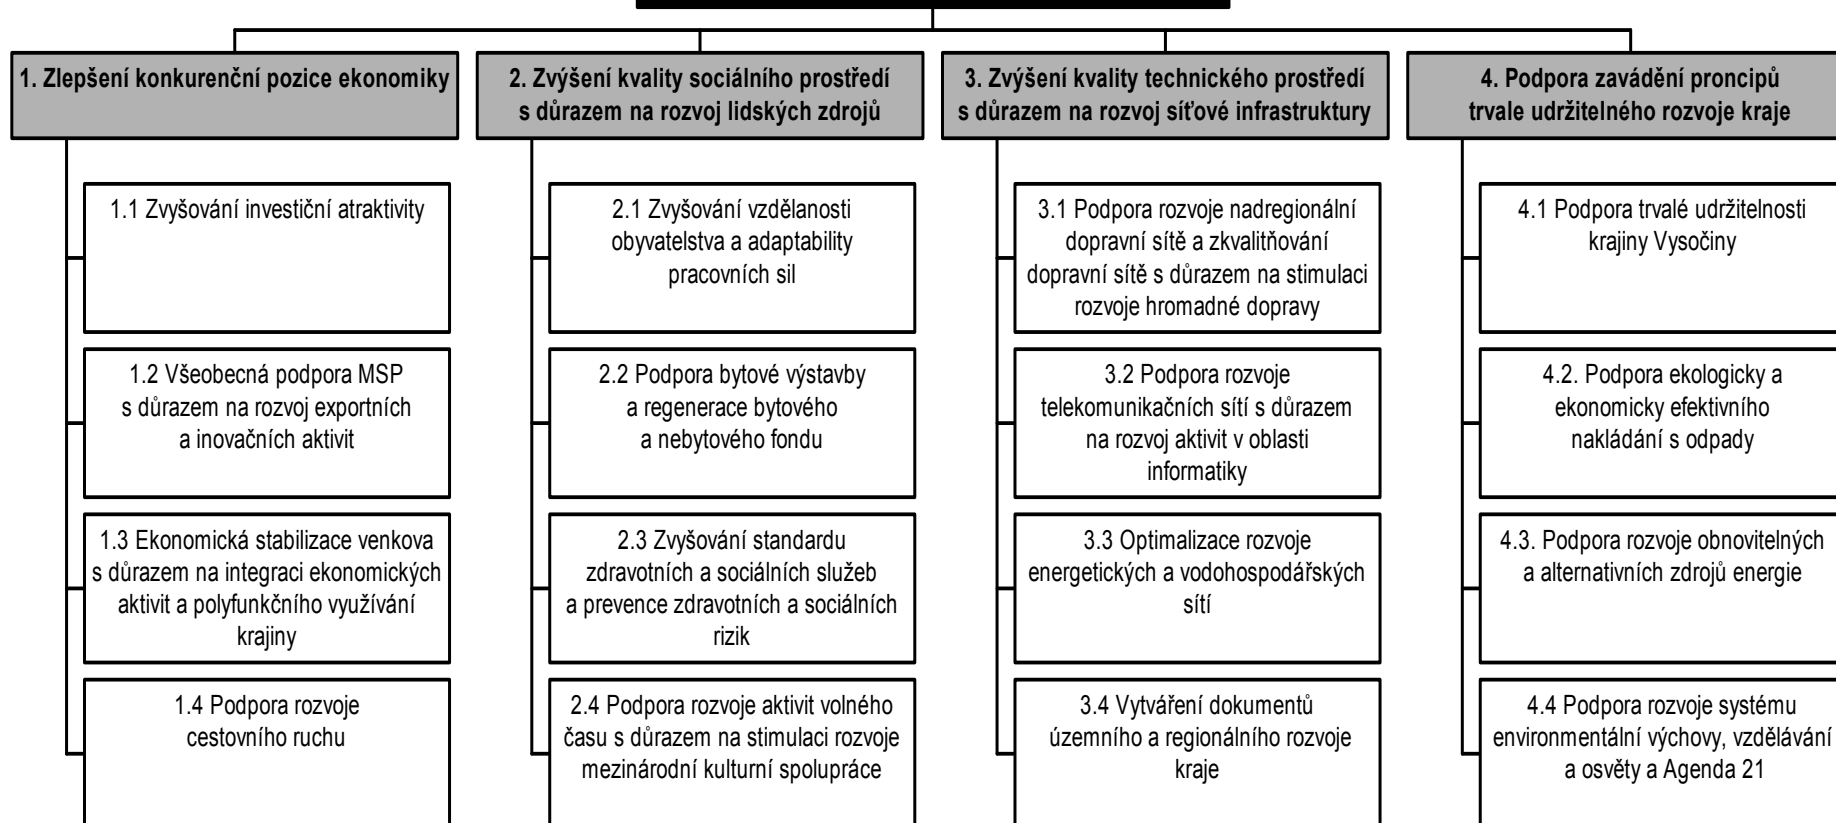 1. Zlepšení konkurenční pozice ekonomiky
2. Zvýšení kvality sociálního prostředí
s důrazem na rozvoj lidských zdrojů
3. Zvýšení kvality technického prostředí
s důrazem na rozvoj síťové infrastruktury
4. Podpora zavádění proncipů
trvale udržitelného rozvoje kraje
1.1 Zvyšování investiční atraktivity
1.2 Všeobecná podpora MSP
s důrazem na rozvoj exportních
a inovačních aktivit
1.3 Ekonomická stabilizace venkova
s důrazem na integraci ekonomických
aktivit a polyfunkčního využívání
krajiny
1.4 Podpora rozvoje
cestovního ruchu
2.1 Zvyšování vzdělanosti
obyvatelstva a adaptability
pracovních sil
2.2 Podpora bytové výstavby
a regenerace bytového
a nebytového fondu
2.3 Zvyšování standardu
zdravotních a sociálních služeb
a prevence zdravotních a sociálních
rizik
2.4 Podpora rozvoje aktivit volného
času s důrazem na stimulaci rozvoje
mezinárodní kulturní spolupráce
3.1 Podpora rozvoje nadregionální
dopravní sítě a zkvalitňování
dopravní sítě s důrazem na stimulaci
rozvoje hromadné dopravy
3.2 Podpora rozvoje
telekomunikačních sítí s důrazem
na rozvoj aktivit v oblasti
informatiky
3.3 Optimalizace rozvoje
energetických a vodohospodářských
sítí
3.4 Vytváření dokumentů
územního a regionálního rozvoje
kraje
4.1 Podpora trvalé udržitelnosti
krajiny Vysočiny
4.2. Podpora ekologicky a
ekonomicky efektivního
nakládání s odpady
4.3. Podpora rozvoje obnovitelných
a alternativních zdrojů energie
4.4 Podpora rozvoje systému
environmentální výchovy, vzdělávání
a osvěty a Agenda 21